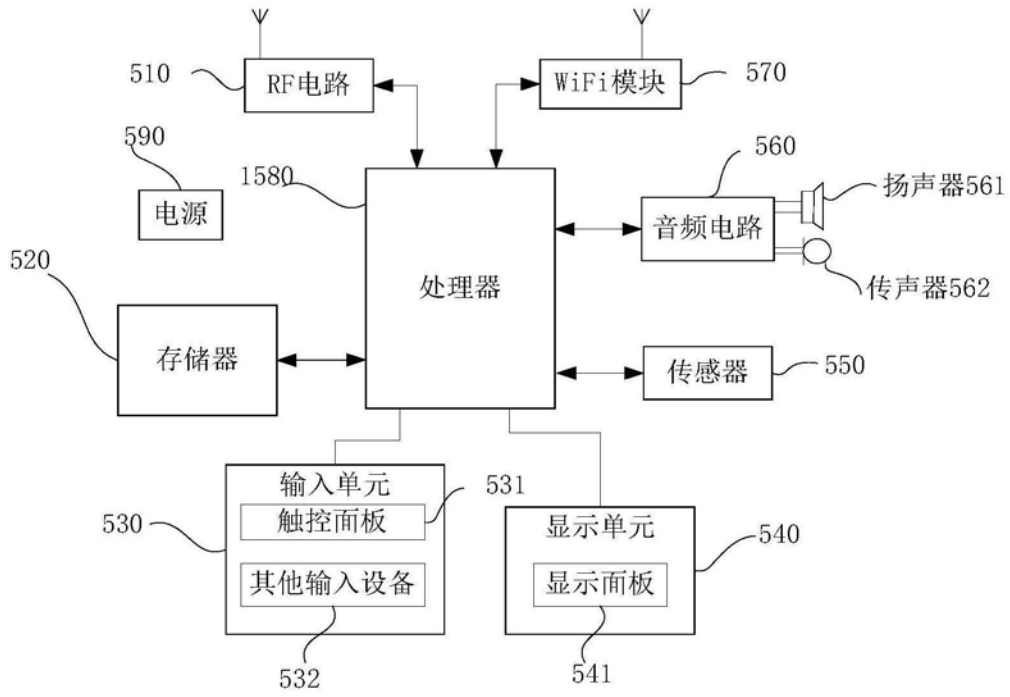 510
RF电路
WiFi模块
570
590
电源
1580
处理器
560
音频电路
扬声器561
传声器562
520
存储器
传感器
550
530
输入单元
触控面板
531
其他输入设备
532
显示单元
540
显示面板
541